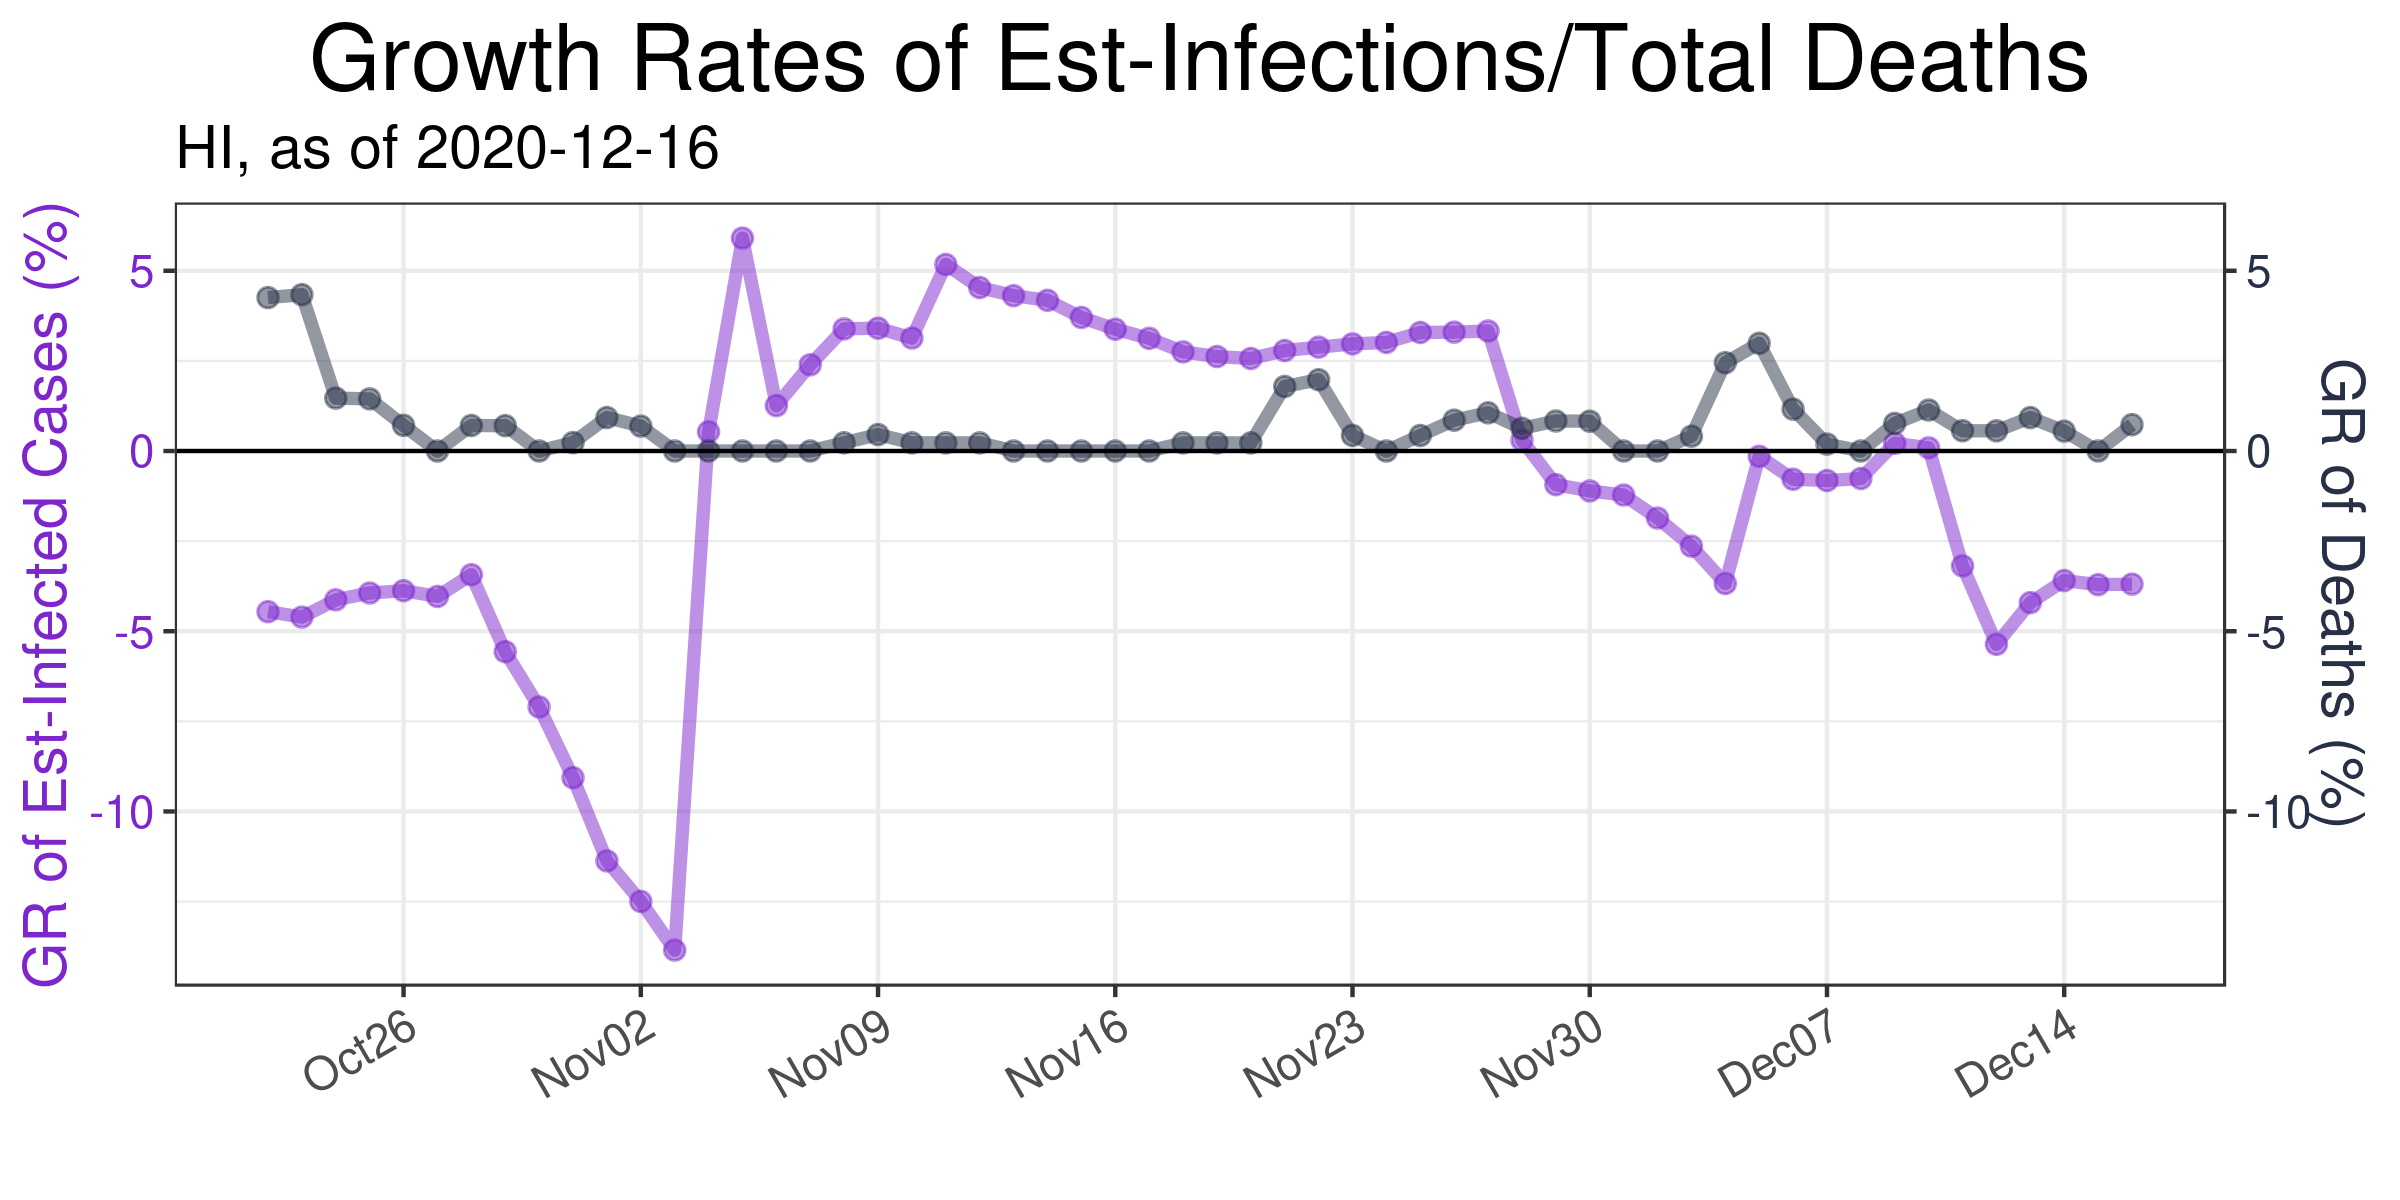 Growth Rates of Est-Infections/Total Deaths
HI, as of 2020-12-16
GR of Est-Infected Cases (%)
5
0
-5
-10
5
0
-5
-10
GR of Deaths (%)
Oct26
Nov02
Nov09
Nov16
Nov23
Nov30
Dec07
Dec14